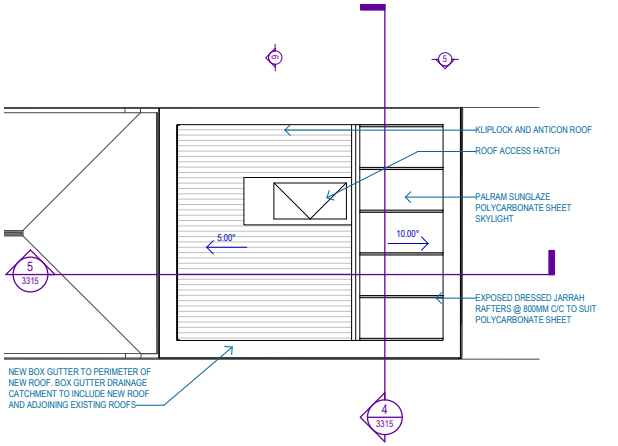 6
5
KLIPLOCK AND ANTICON ROOF
ROOF ACCESS HATCH
PALRAM SUNGLAZE
POLYCARBONATE SHEET
SKYLIGHT
5.00°
10.00°
5
3315
EXPOSED DRESSED JARRAH
RAFTERS @ 800MM C/C TO SUIT
POLYCARBONATE SHEET
NEW BOX GUTTER TO PERIMETER OF
NEW ROOF. BOX GUTTER DRAINAGE
CATCHMENT TO INCLUDE NEW ROOF
AND ADJOINING EXISTING ROOFS
4
3315